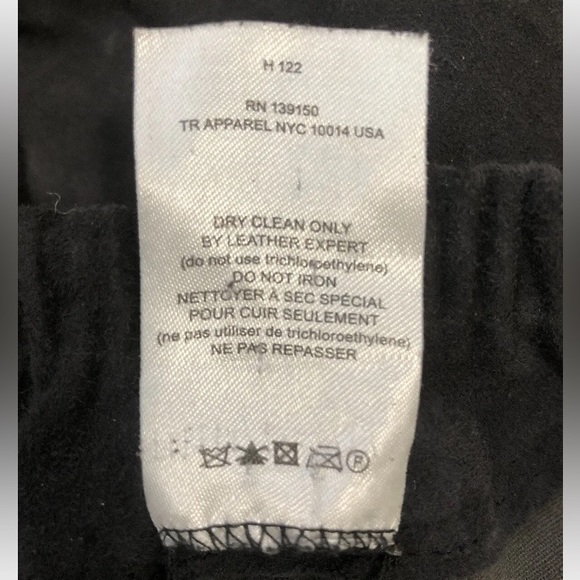 H 122
RN 139150
TR APPAREL NYC 10014 USA
DRY CLEAN ONLY
BY LEATHER EXPERT
(do not use trichloroethylene)
DO NOT IRON
NETTOYER À SEC SPÉCIAL
POUR CUIR SEULEMENT
(ne pas utiliser de trichloroethylene)
NE PAS REPASSER
P